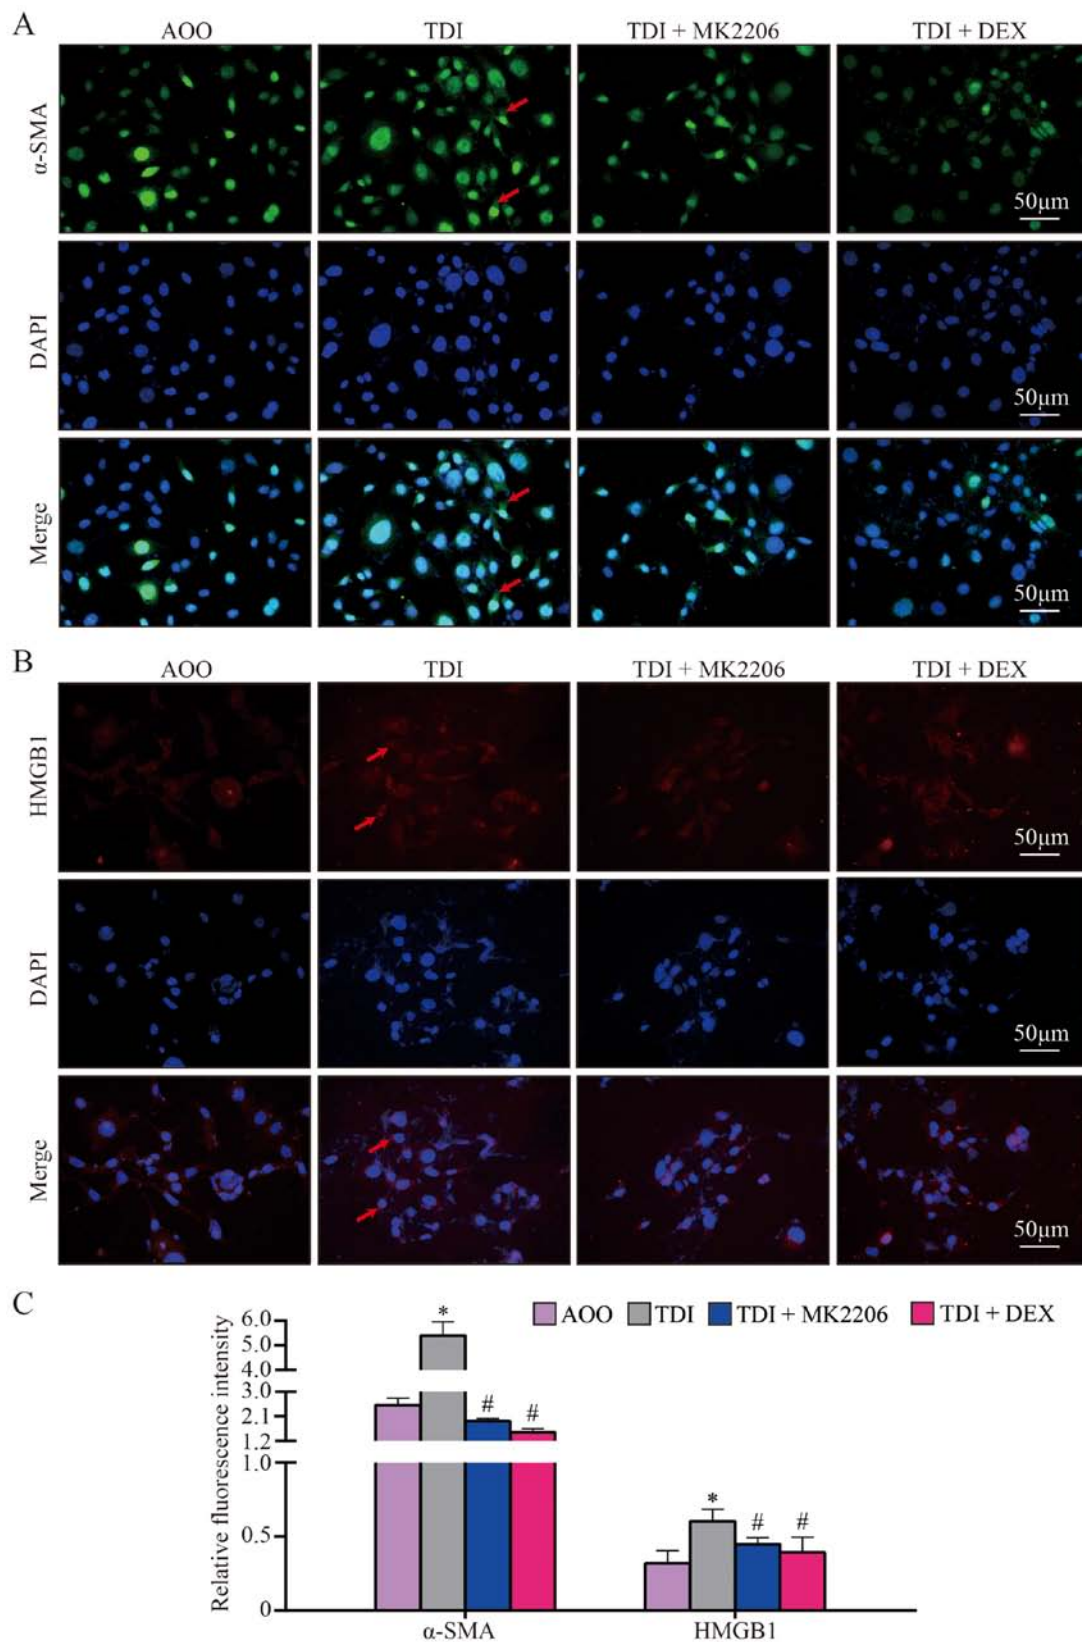 A
AOO TDI TDI + MK2206 TDI + DEX
α-SMA
50μm
DAPI
50μm
Merge
50μm
B
AOO TDI TDI + MK2206 TDI + DEX
HMGB1
50μm
DAPI
50μm
Merge
50μm
C
AOO TDI TDI + MK2206 TDI + DEX
Relative fluorescence intensity
6.0
5.0
4.0
3.0
2.1
1.2
1.0
0.5
0
*
#
#
*
#
#
α-SMA HMGB1